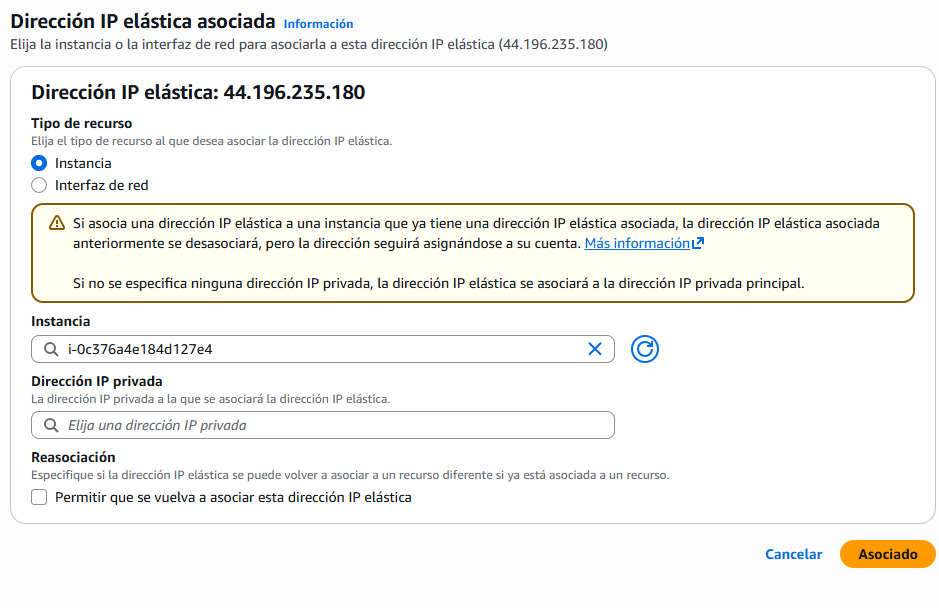 Dirección IP elástica asociada Información
Elija la instancia o la interfaz de red para asociarla a esta dirección IP elástica (44.196.235.180)
Dirección IP elástica: 44.196.235.180
Tipo de recurso
Elija el tipo de recurso al que desea asociar la dirección IP elástica.
Instancia
Interfaz de red
Si asocia una dirección IP elástica a una instancia que ya tiene una dirección IP elástica asociada, la dirección IP elástica asociada
anteriormente se desasociará, pero la dirección seguirá asignándose a su cuenta. Más información
Si no se especifica ninguna dirección IP privada, la dirección IP elástica se asociará a la dirección IP privada principal.
Instancia
i-0c376a4e184d127e4
Dirección IP privada
La dirección IP privada a la que se asociará la dirección IP elástica.
Elija una dirección IP privada
Reasociación
Especifique si la dirección IP elástica se puede volver a asociar a un recurso diferente si ya está asociada a un recurso.
Permitir que se vuelva a asociar esta dirección IP elástica
Cancelar Asociado